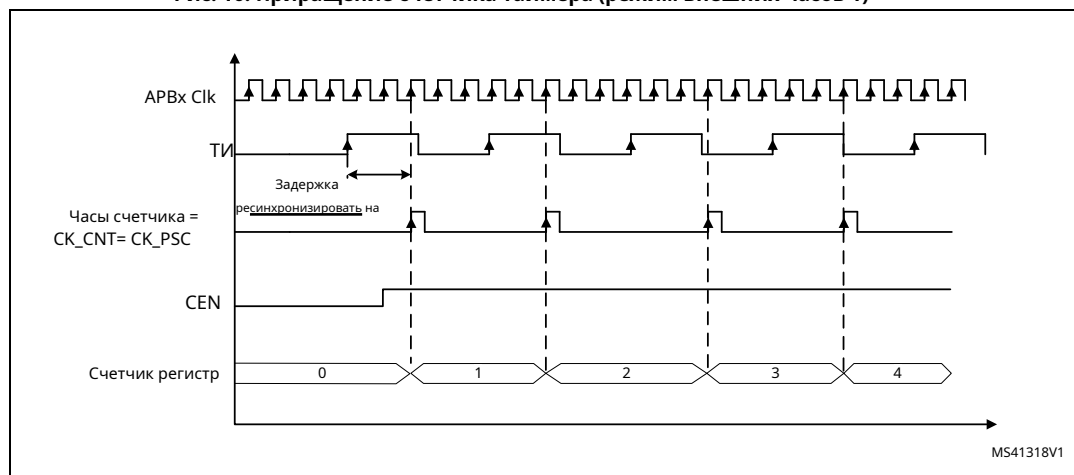 APBx Clk
ТИ
Задержка
ресинхронизировать на
Часы счетчика =
CK_CNT= CK_PSC
CEN
Счетчик регистр
0
1
2
3
4
MS41318V1